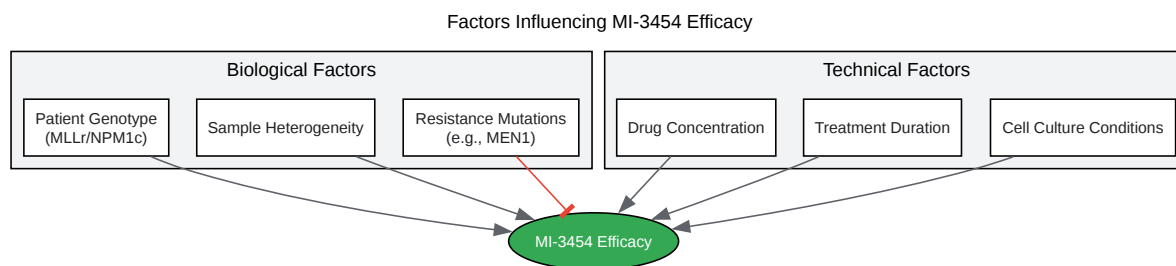 Factors Influencing MI-3454 Efficacy
Biological Factors
Technical Factors
Patient Genotype
(MLLr/NPM1c)
Sample Heterogeneity
Resistance Mutations
(e.g., MEN1)
Drug Concentration
Treatment Duration
Cell Culture Conditions
MI-3454 Efficacy